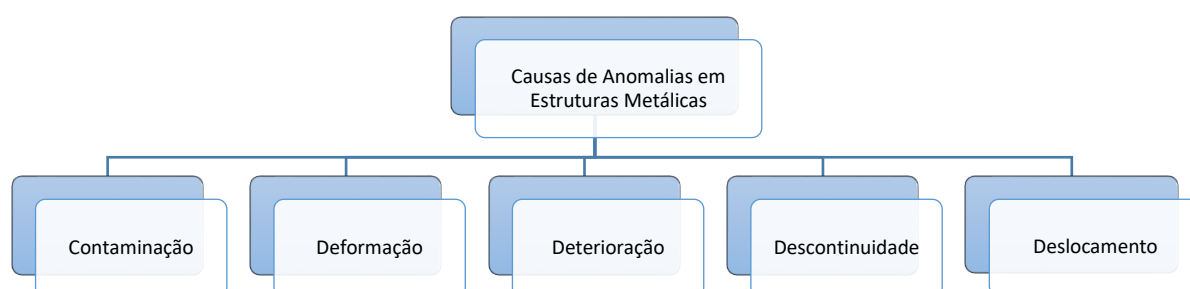 Causas de Anomalias em
Estruturas Metálicas
Contaminação
Deformação
Deterioração
Descontinuidade
Deslocamento